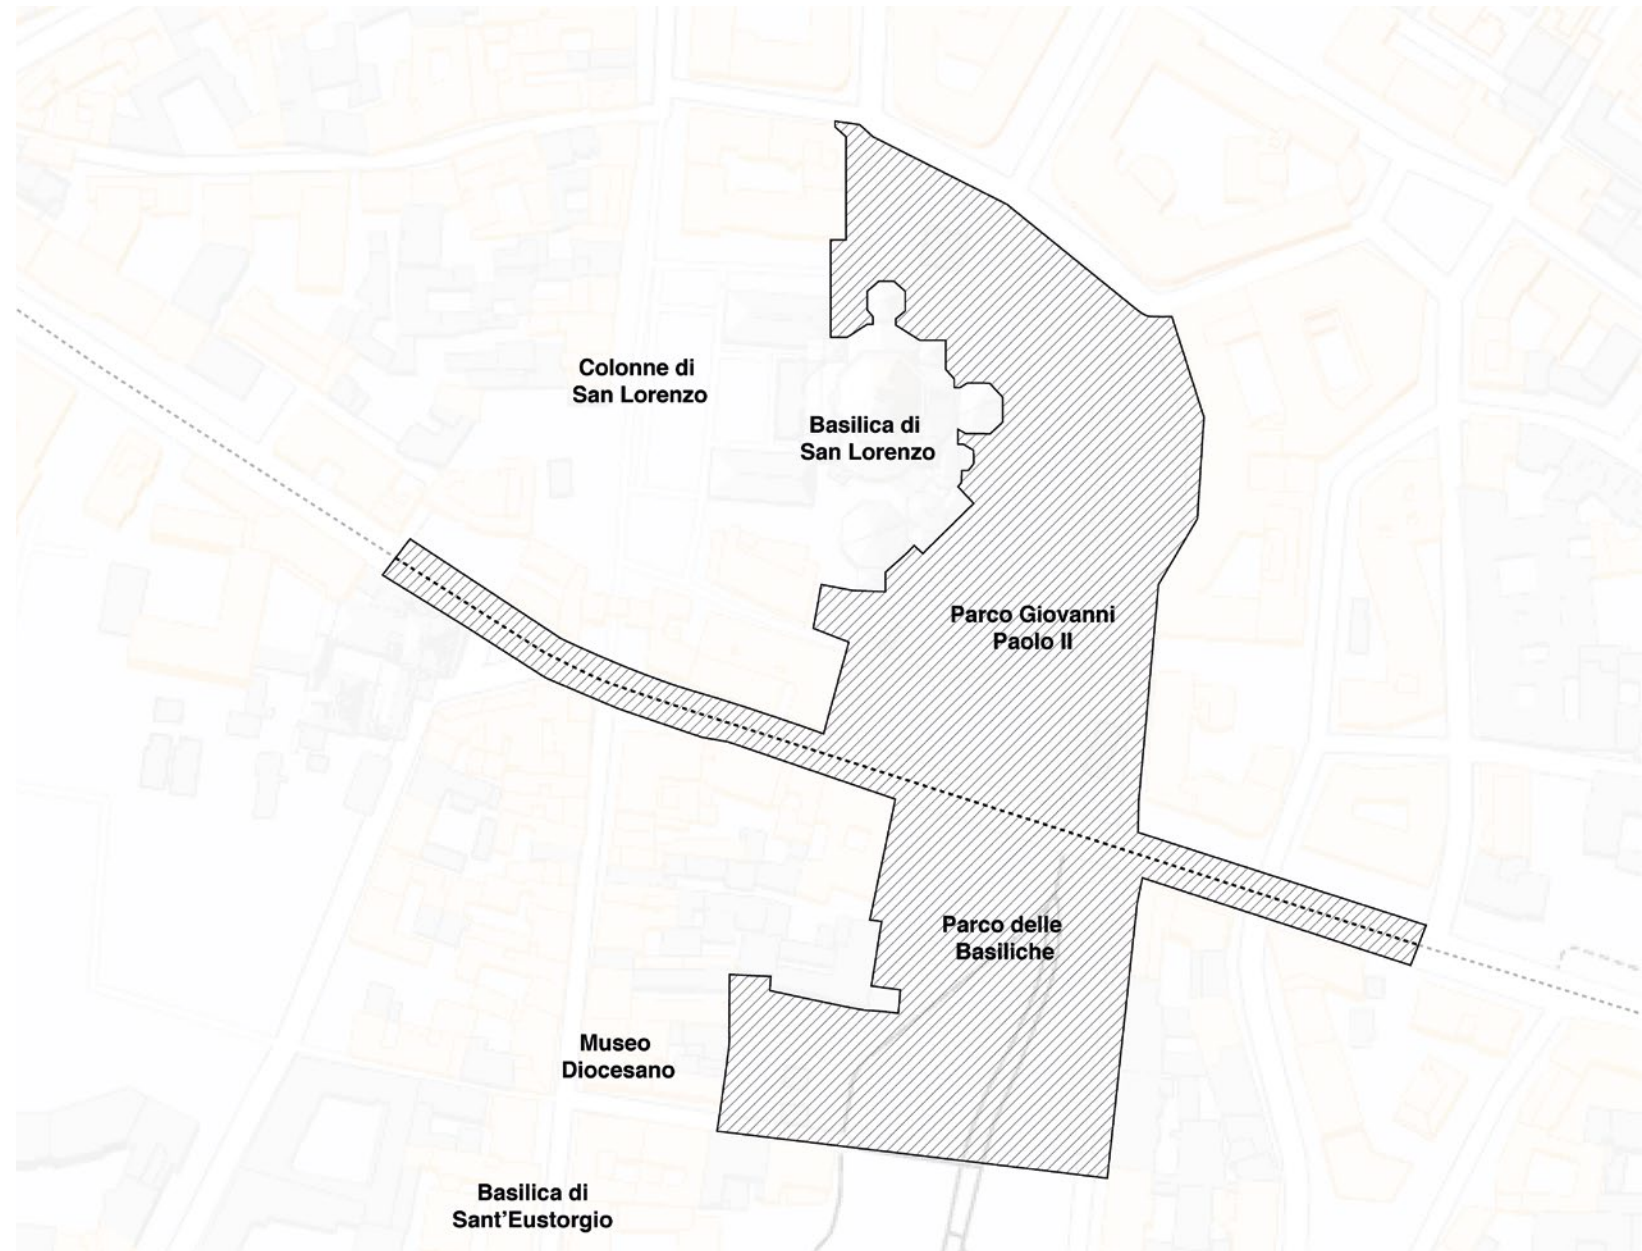 Colonne di
San Lorenzo
Basilica di
San Lorenzo
Parco Giovanni
Paolo II
Parco delle
Basiliche
Museo
Diocesano
Basilica di
Sant’Eustorgio